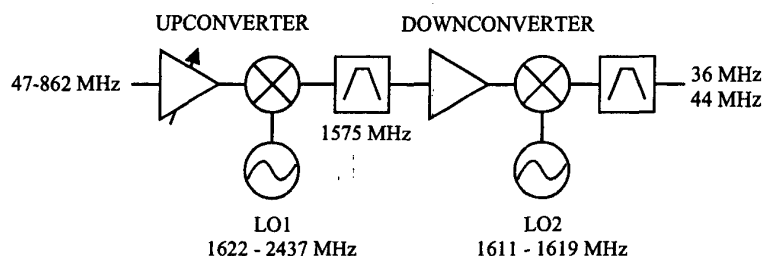 UPCONVERTER
DOWNCONVERTER
47-862 MHz
36 MHz
44 MHz
1575 MHz
LO1
1622 - 2437 MHz
LO2
1611 - 1619 MHz